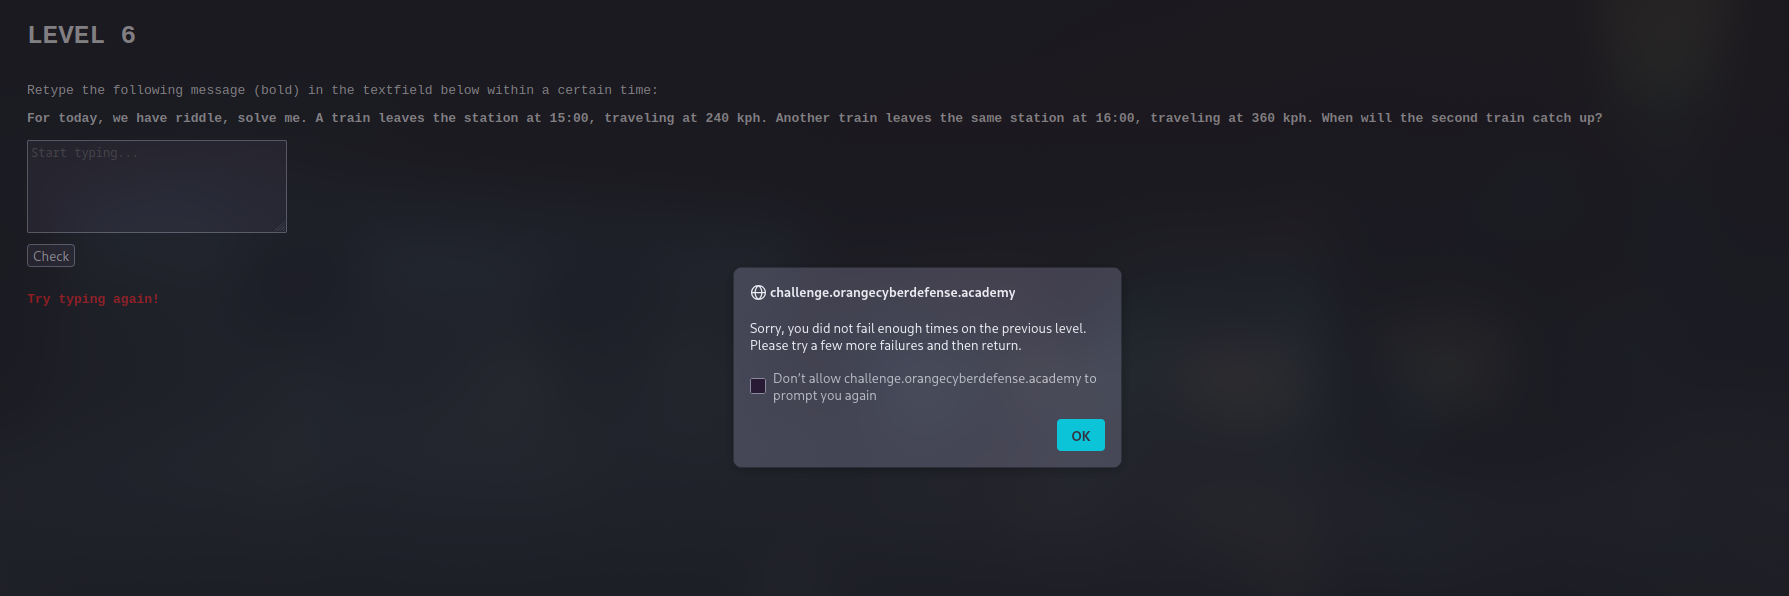 LEVEL 6
Retype the following message (bold) in the textfield below within a certain time:
For today, we have riddle, solve me. A train leaves the station at 15:00, traveling at 240 kph. Another train leaves the same station at 16:00, traveling at 360 kph. When will the second train catch up?
Start typing...
Check
Try typing again!
challenge.orangecyberdefense.academy
Sorry, you did not fail enough times on the previous level.
Please try a few more failures and then return.
Don't allow challenge.orangecyberdefense.academy to
prompt you again
OK